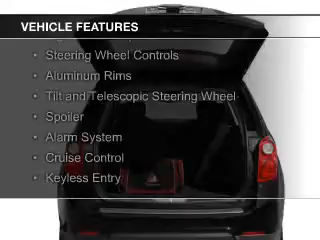 VEHICLE FEATURES
• Steering Wheel Controls
• Aluminum Rims
• Tilt and Telescopic Steering Wheel
• Spoiler
• Alarm System
• Cruise Control
• Keyless Entry